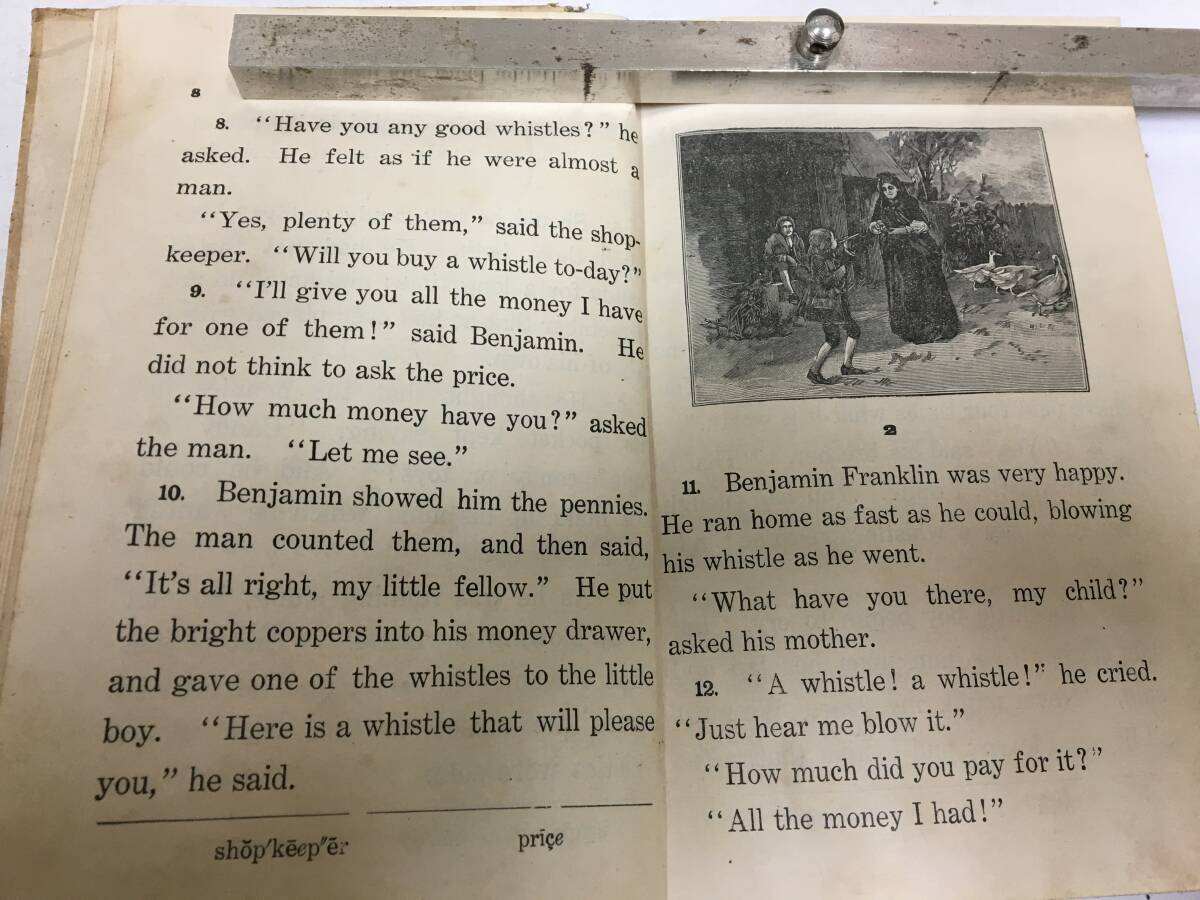 8
8. "Have you any good whistles?" he
asked. He felt as if he were almost a
man.
"Yes, plenty of them," said the shop-
keeper. "Will you buy a whistle to-day?"
9. "I'll give you all the money I have
for one of them!" said Benjamin. He
did not think to ask the price.
"How much money have you?" asked
the man. "Let me see."
10. Benjamin showed him the pennies.
The man counted them, and then said,
"It's all right, my little fellow." He put
the bright coppers into his money drawer,
and gave one of the whistles to the little
boy. "Here is a whistle that will please
you," he said.
shŏp′kēep″ẽr price
2
11. Benjamin Franklin was very happy.
He ran home as fast as he could, blowing
his whistle as he went.
"What have you there, my child?"
asked his mother.
12. "A whistle! a whistle!" he cried.
"Just hear me blow it."
"How much did you pay for it?"
"All the money I had!"